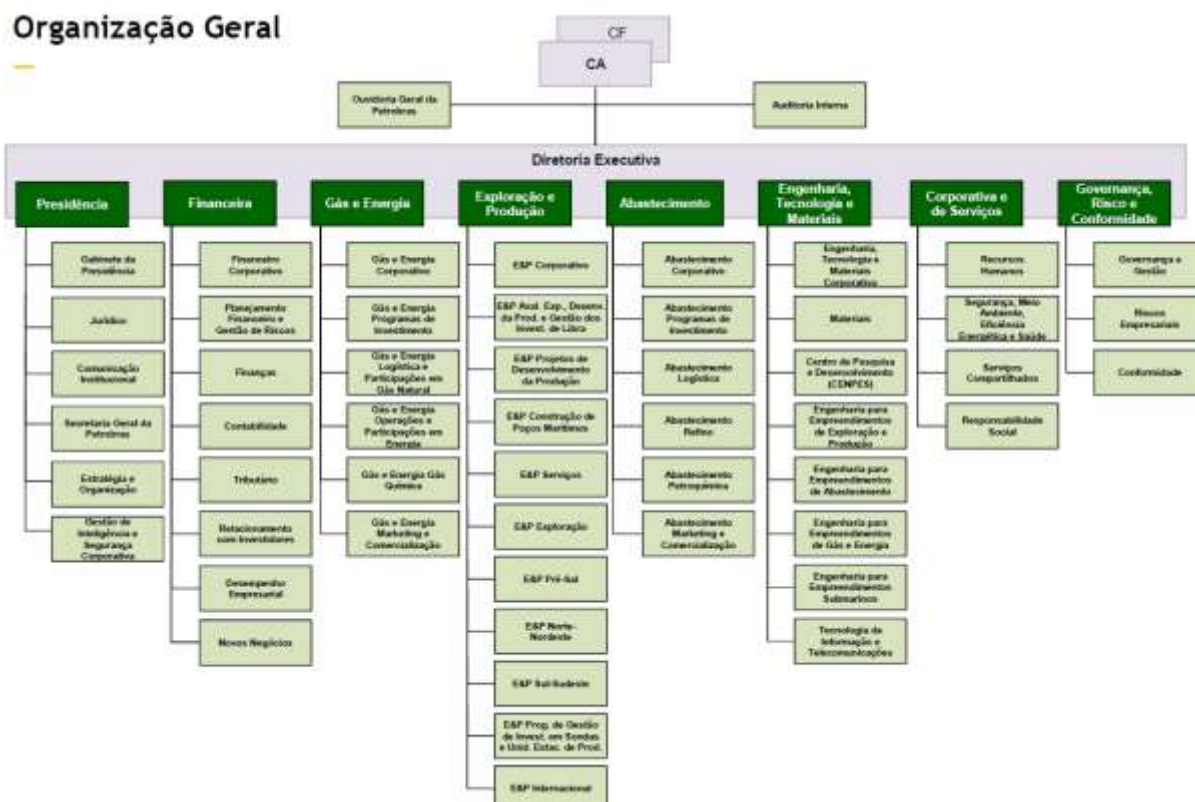 Organização Geral
CF
CA
Ouvidoria Geral da
Petrobras
Auditoria Interna
Diretoria Executiva
Presidência
Gabinete da
Presidência
Jurídico
Comunicação
Institucional
Secretaria Geral da
Petrobras
Estratégia e
Organização
Gestão de
Inteligência e
Segurança
Corporativa
Financeira
Financeiro
Corporativo
Planejamento
Financeiro e
Gestão de Riscos
Finanças
Contabilidade
Tributário
Relacionamento
com Investidores
Desempenho
Empresarial
Novos Negócios
Gás e Energia
Gás e Energia
Corporativo
Gás e Energia
Programas de
Investimento
Gás e Energia
Logística e
Participações em
Gás Natural
Gás e Energia
Operações e
Participações em
Energia
Gás e Energia Gás
Química
Gás e Energia
Marketing e
Comercialização
Exploração e
Produção
E&P Corporativo
E&P Aval. Exp., Desenv.
da Prod. e Gestão dos
Invest. de Libra
E&P Projetos de
Desenvolvimento
da Produção
E&P Construção de
Poços Marítimos
E&P Serviços
E&P Exploração
E&P Pré-Sal
E&P Norte-
Nordeste
E&P Sul-Sudeste
E&P Prog. de Gestão
de Invest. em Sondas
e Unid. Estac. de Prod.
E&P Internacional
Abastecimento
Abastecimento
Corporativo
Abastecimento
Programas de
Investimento
Abastecimento
Logística
Abastecimento
Refino
Abastecimento
Petroquímica
Abastecimento
Marketing e
Comercialização
Engenharia,
Tecnologia e
Materiais
Engenharia,
Tecnologia e
Materiais
Corporativo
Materiais
Centro de Pesquisa
e Desenvolvimento
(CENPES)
Engenharia para
Empreendimentos
de Exploração e
Produção
Engenharia para
Empreendimentos
de Abastecimento
Engenharia para
Empreendimentos
de Gás e Energia
Engenharia para
Empreendimentos
Submarinos
Tecnologia da
Informação e
Telecomunicações
Corporativa e
de Serviços
Recursos
Humanos
Segurança, Meio
Ambiente,
Eficiência
Energética e Saúde
Serviços
Compartilhados
Responsabilidade
Social
Governança,
Risco e
Conformidade
Governança e
Gestão
Riscos
Empresariais
Conformidade